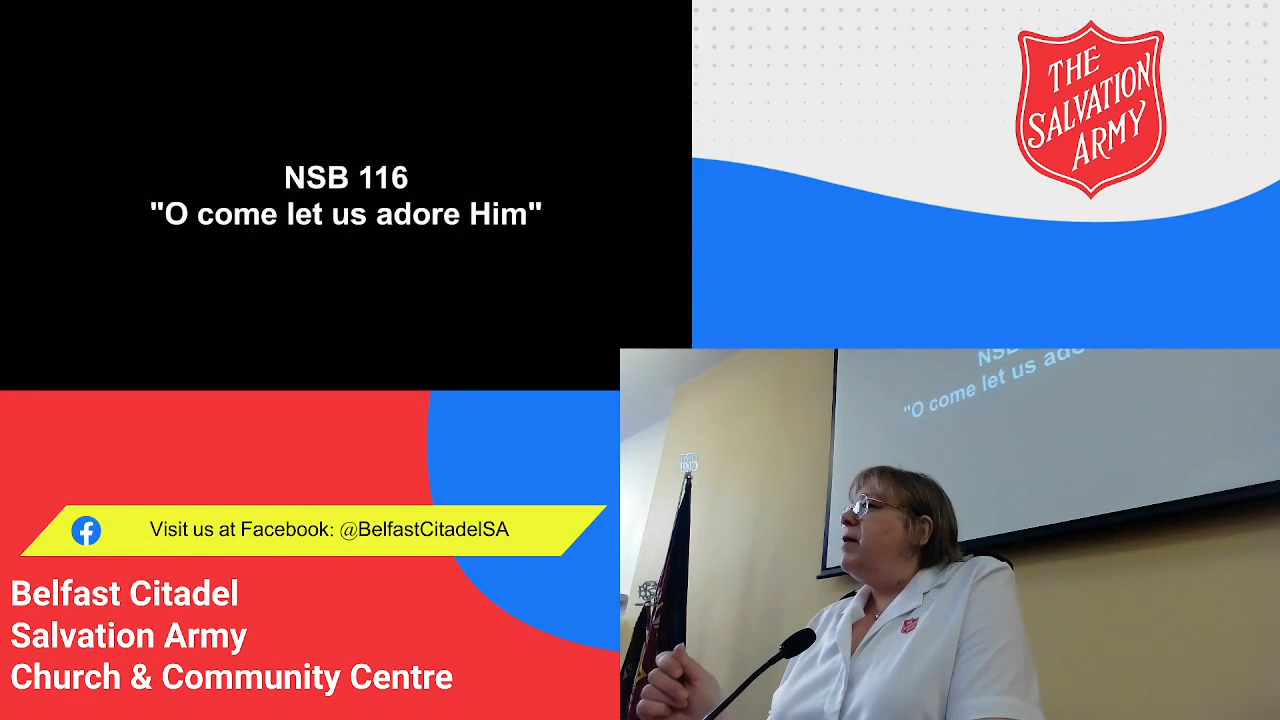 NSB 116
"O come let us adore Him"
THE
SALVATION
ARMY
NSB
"O come let us ado
Visit us at Facebook: @BelfastCitadelSA
Belfast Citadel
Salvation Army
Church & Community Centre